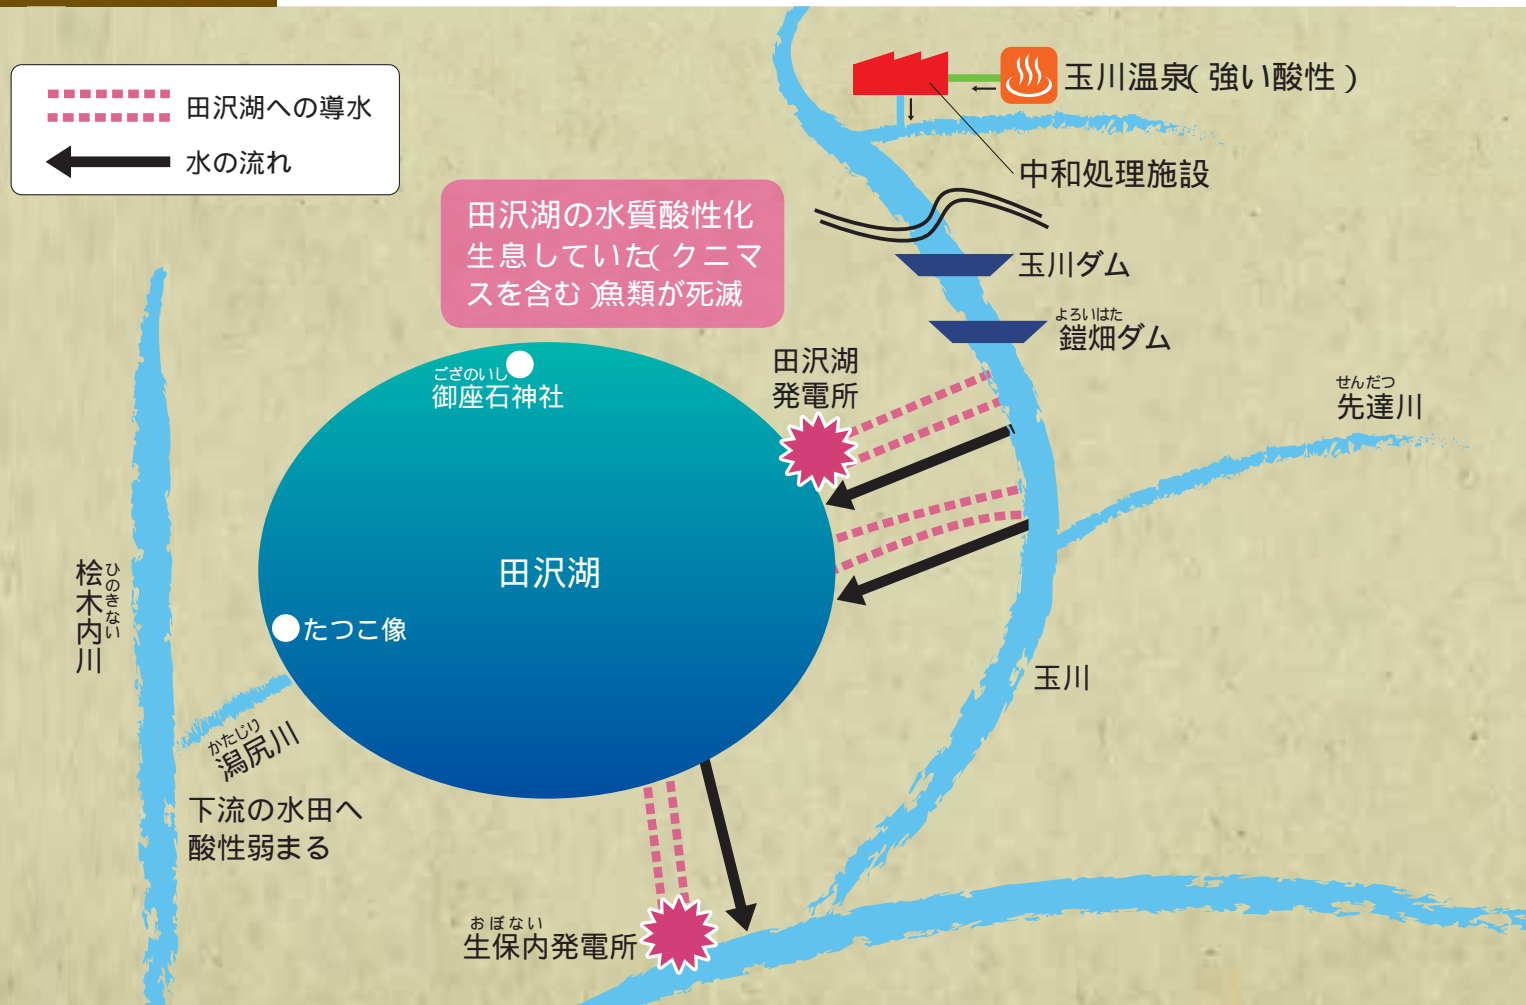 田沢湖への導水
水の流れ
玉川温泉(強い酸性)
中和処理施設
田沢湖の水質酸性化
生息していた(クニマ
スを含む)魚類が死滅
玉川ダム
よろいはた
鎧畑ダム
田沢湖
発電所
ござのいし
御座石神社
せんだつ
先達川
田沢湖
たつこ像
ひのきない
桧木内川
玉川
かたじり
潟尻川
下流の水田へ
酸性弱まる
おぼない
生保内発電所